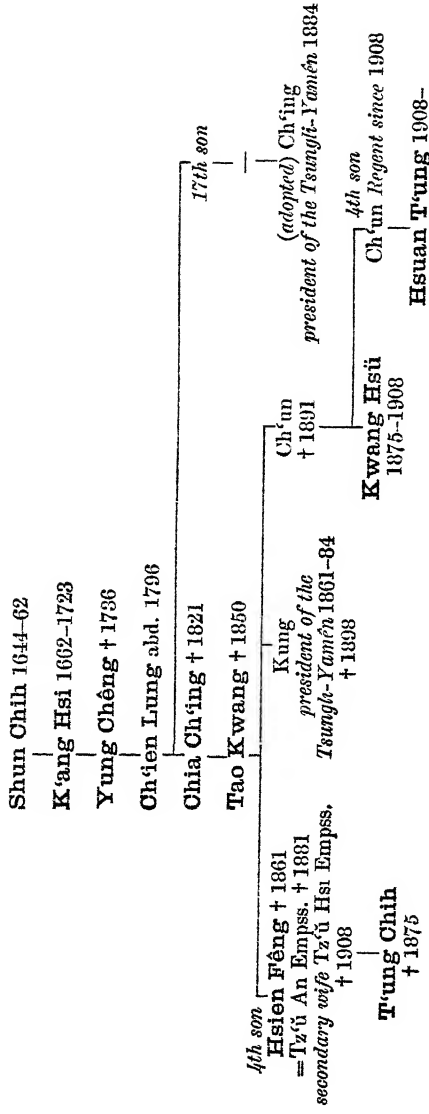 Shun Chih 1644–62
K‘ang Hsi 1662–1723
Yung Chêng † 1736
Ch‘ien Lung abd. 1796
17th son
Chia Ch‘ing † 1821
(adopted) Ch‘ing
president of the Tsungli-Yamên 1884
Tao Kwang † 1850
4th son
Hsien Fêng † 1861
=Tz‘ŭ An Empss. † 1881
secondary wife Tz‘ŭ Hsi Empss.
† 1908
Kung
president of the
Tsungli-Yamên 1861–84
† 1898
Ch‘un
† 1891
T‘ung Chih
† 1875
Kwang Hsü
1875–1908
4th son
Ch‘un Regent since 1908
Hsuan T‘ung 1908–